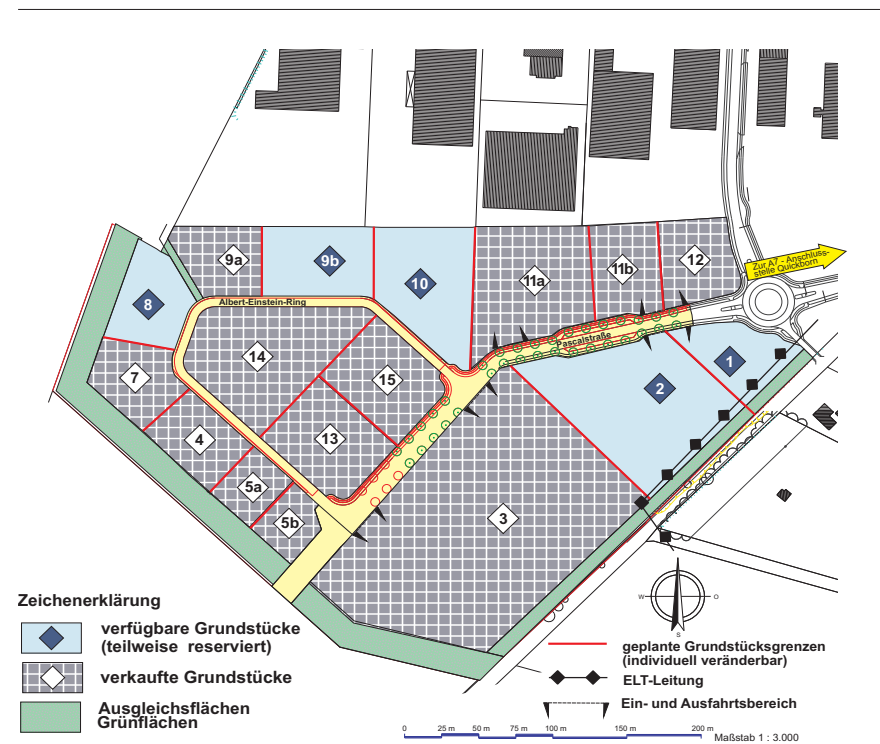 9a
9b
10
11a
11b
12
Zur A7 - Anschluss-
stelle Quickborn
8
Albert-Einstein-Ring
Pascalstraße
14
15
1
2
7
4
13
5a
5b
3
Zeichenerklärung
verfügbare Grundstücke
(teilweise reserviert)
verkaufte Grundstücke
Ausgleichsflächen
Grünflächen
W
O
S
geplante Grundstücksgrenzen
(individuell veränderbar)
ELT-Leitung
Ein- und Ausfahrtsbereich
0 25 m 50 m 75 m 100 m 150 m 200 m
Maßstab 1 : 3.000